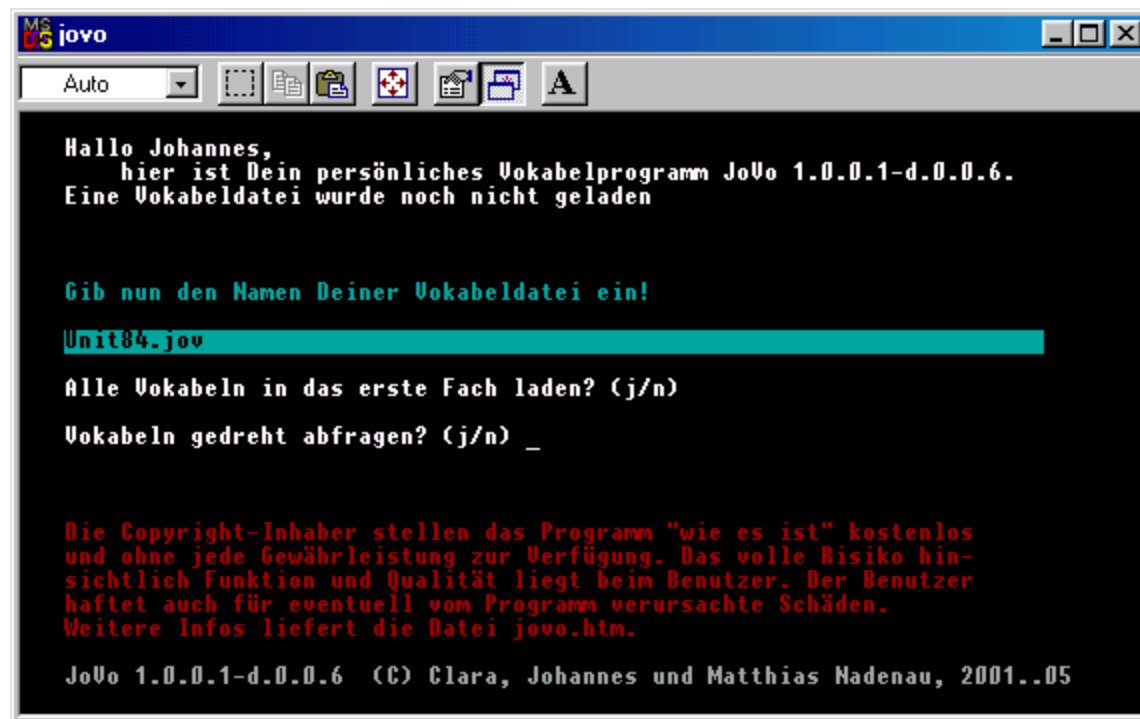 jovo
Auto
A
Hallo Johannes,
hier ist Dein persönliches Vokabelprogramm JoVo 1.0.0.1-d.0.0.6.
Eine Vokabeldatei wurde noch nicht geladen
Gib nun den Namen Deiner Vokabeldatei ein!
Unit84.jov
Alle Vokabeln in das erste Fach laden? (j/n)
Vokabeln gedreht abfragen? (j/n) _
Die Copyright-Inhaber stellen das Programm "wie es ist" kostenlos
und ohne jede Gewährleistung zur Verfügung. Das volle Risiko hin-
sichtlich Funktion und Qualität liegt beim Benutzer. Der Benutzer
haftet auch für eventuell vom Programm verursachte Schäden.
Weitere Infos liefert die Datei jovo.htm.
JoVo 1.0.0.1-d.0.0.6 (C) Clara, Johannes und Matthias Nadenau, 2001..05